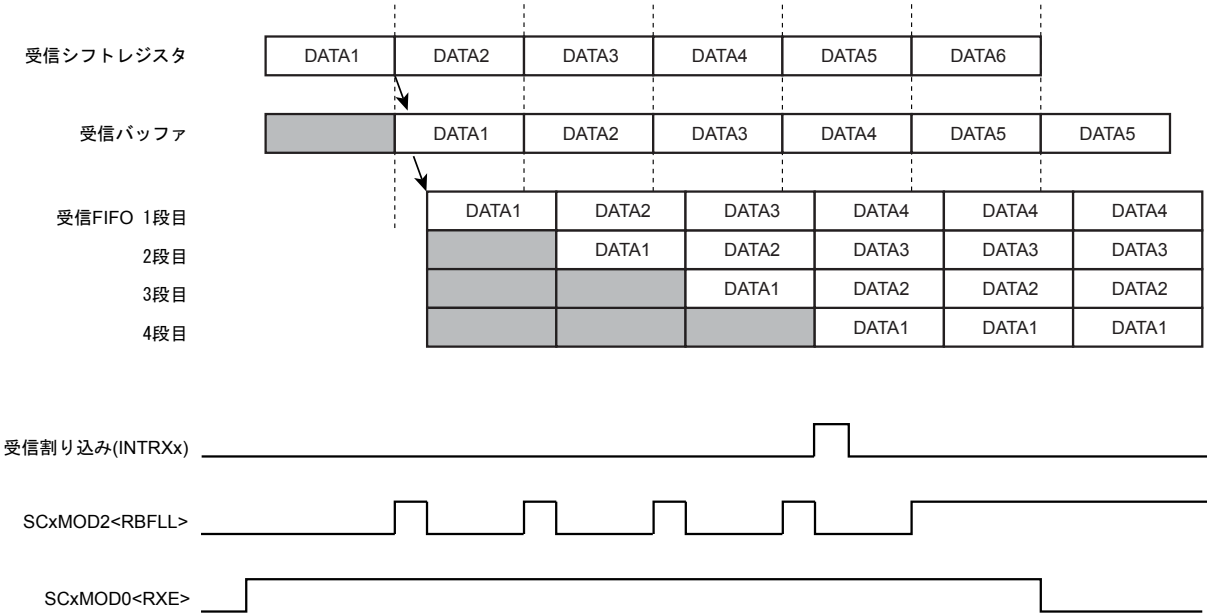 受信シフトレジスタ DATA1 DATA2 DATA3 DATA4 DATA5 DATA6
受信バッファ DATA1 DATA2 DATA3 DATA4 DATA5 DATA5
受信FIFO 1段目 DATA1 DATA2 DATA3 DATA4 DATA4 DATA4
2段目 DATA1 DATA2 DATA3 DATA3 DATA3
3段目 DATA1 DATA2 DATA2 DATA2
4段目 DATA1 DATA1 DATA1
受信割り込み(INTRXx)
SCxMOD2<RBFLL>
SCxMOD0<RXE>